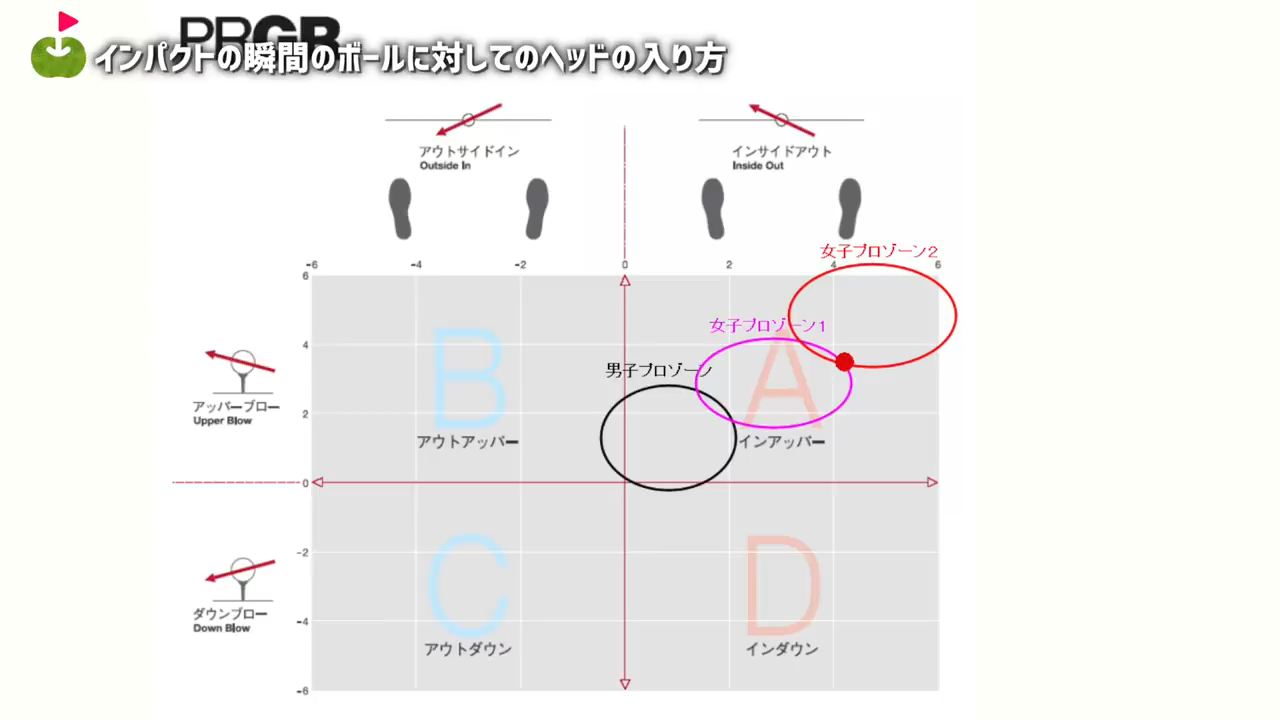 PRGR
インパクトの瞬間のボールに対してのヘッドの入り方
アウトサイドイン
Outside In
インサイドアウト
Inside Out
女子プロゾーン2
-6 -4 -2 0 2 4 6
6
女子プロゾーン1
4
男子プロゾーン
B
A
アッパーブロー
Upper Blow
2
アウトアッパー
インアッパー
0
-2
C
D
ダウンブロー
Down Blow
-4
アウトダウン
インダウン
-6